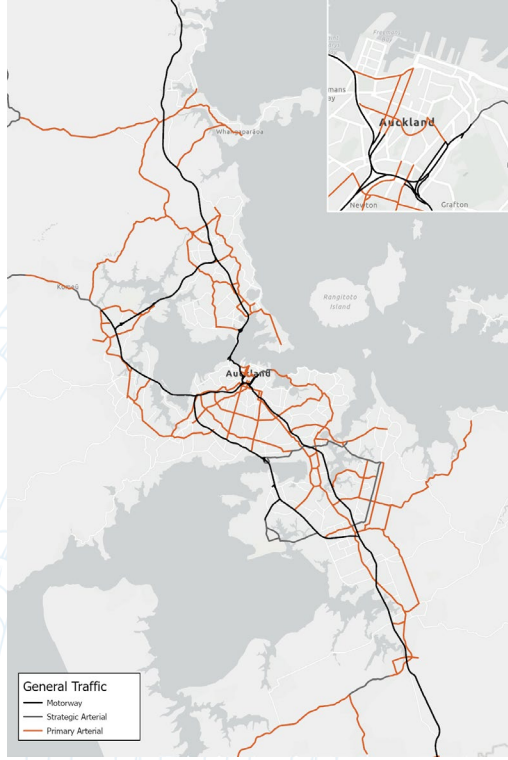 Whangaparāoa
Auckland
Newton
Grafton
Kumeū
Rangitoto
Island
Auckland
General Traffic
Motorway
Strategic Arterial
Primary Arterial